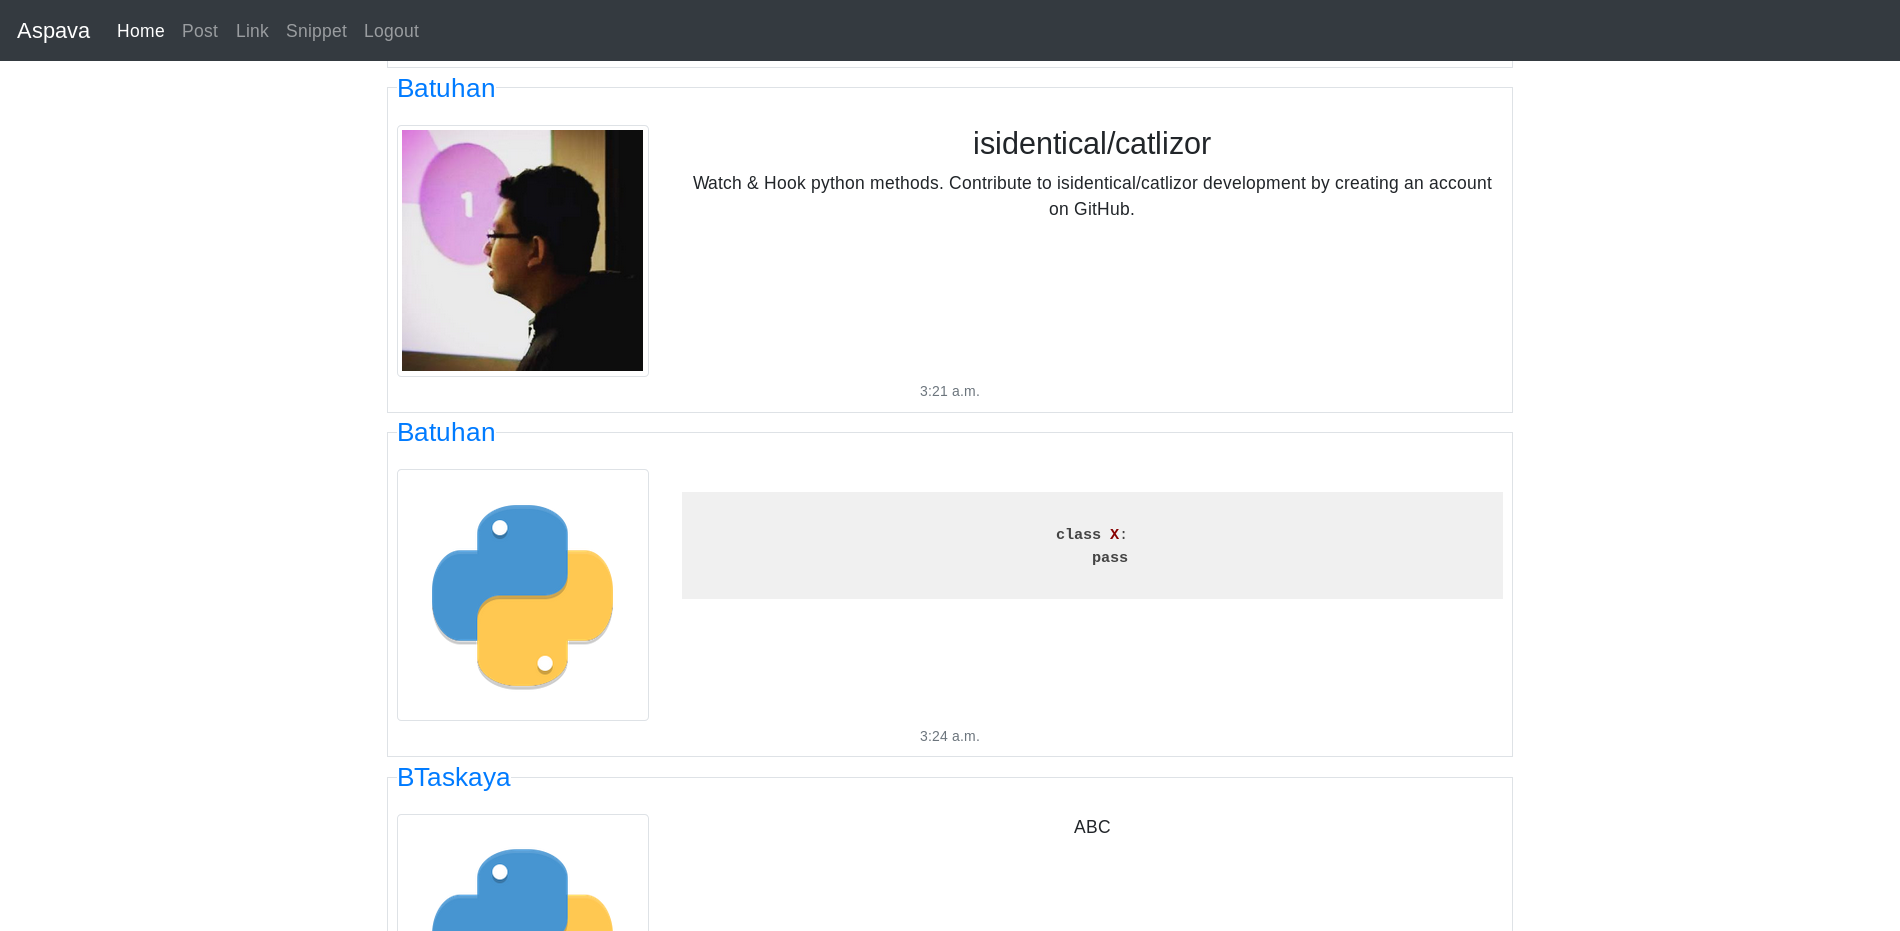 Aspava Home Post Link Snippet Logout
Batuhan
1
isidentical/catlizor
Watch & Hook python methods. Contribute to isidentical/catlizor development by creating an account
on GitHub.
3:21 a.m.
Batuhan
class X:
    pass
3:24 a.m.
BTaskaya
ABC